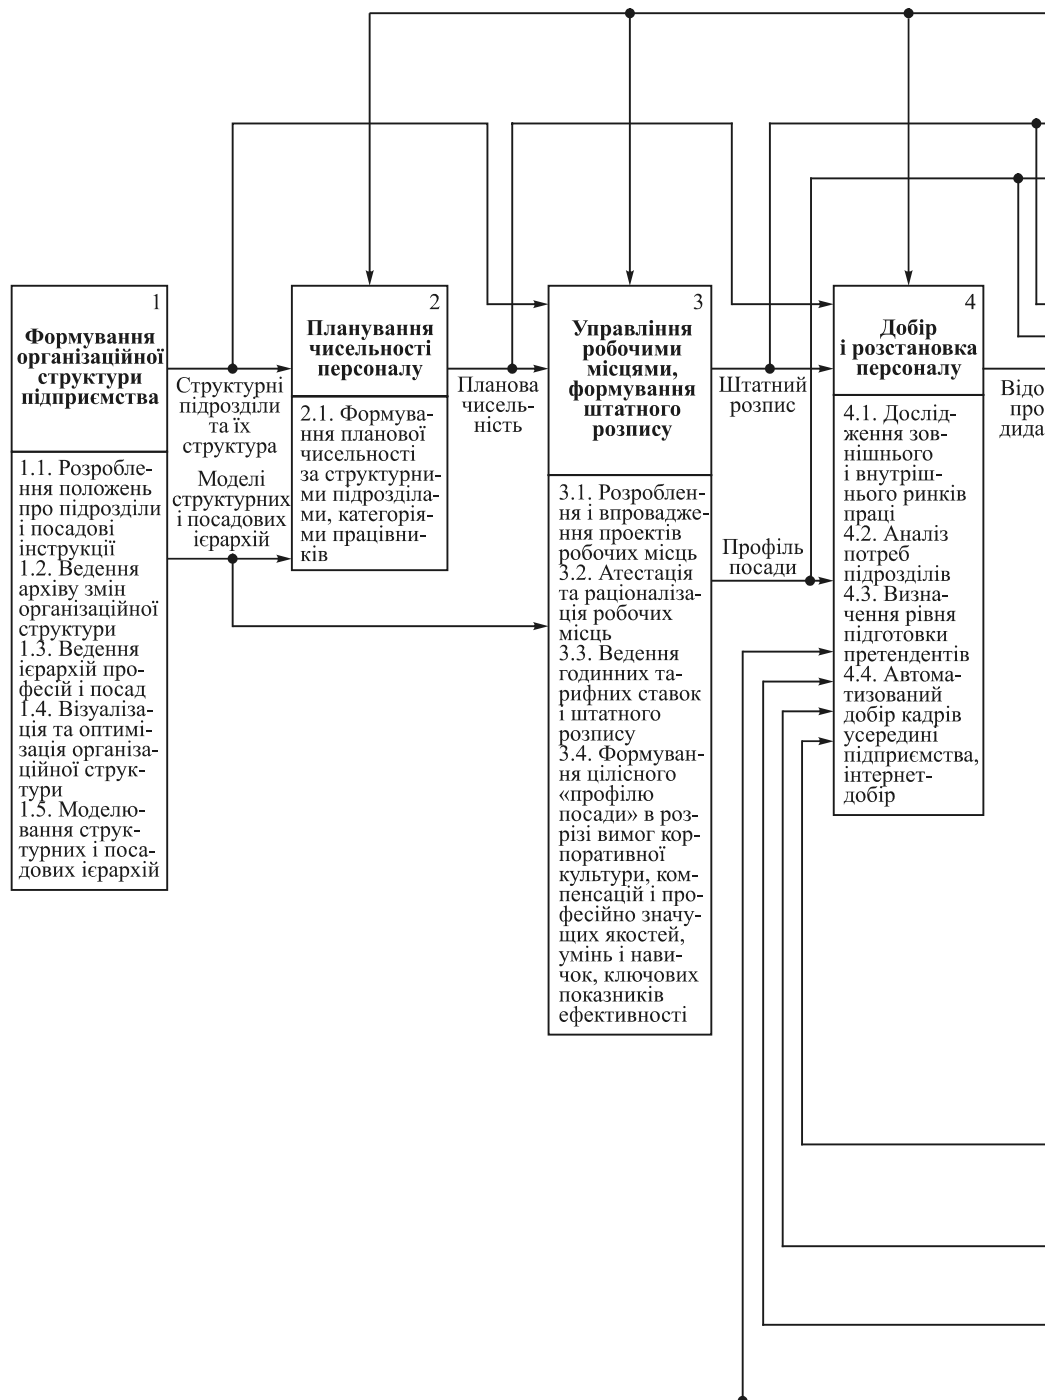 1
Формування
організаційної
структури
підприємства
1.1. Розробле-
ння положень
про підрозділи
і посадові
інструкції
1.2. Ведення
архіву змін
організаційної
структури
1.3. Ведення
ієрархій про-
фесій і посад
1.4. Візуаліза-
ція та оптимі-
зація організа-
ційної струк-
тури
1.5. Моделю-
вання струк-
турних і поса-
дових ієрархій
Структурні
підрозділи
та їх
структура
Моделі
структурних
і посадових
ієрархій
2
Планування
чисельності
персоналу
2.1. Формува-
ння планової
чисельності
за структурни-
ми підрозділа-
ми, категорія-
ми працівни-
ків
Планова
чисель-
ність
3
Управління
робочими
місцями,
формування
штатного
розпису
3.1. Розроблен-
ня і впровадже-
ння проектів
робочих місць
3.2. Атестація
та раціоналіза-
ція робочих
місць
3.3. Ведення
годинних та-
рифних ставок
і штатного
розпису
3.4. Формуван-
ня цілісного
«профілю
посади» в роз-
різі вимог кор-
поративної
культури, ком-
пенсацій і про-
фесійно значу-
щих якостей,
умінь і нави-
чок, ключових
показників
ефективності
Штатний
розпис
Профіль
посади
4
Добір
і розстановка
персоналу
4.1. Дослід-
ження зов-
нішнього
і внутріш-
нього ринків
праці
4.2. Аналіз
потреб
підрозділів
4.3. Визна-
чення рівня
підготовки
претендентів
4.4. Автома-
тизований
добір кадрів
усередині
підприємства,
інтернет-
добір
Відо
про
дида